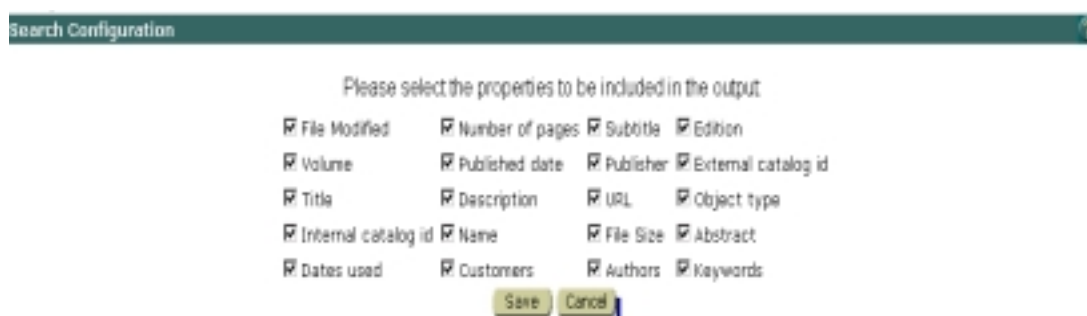 Search Configuration
Please select the properties to be included in the output
File Modified Number of pages Subtitle Edition
Volume Published date Publisher External catalog id
Title Description URL Object type
Internal catalog id Name File Size Abstract
Dates used Customers Authors Keywords
Save Cancel